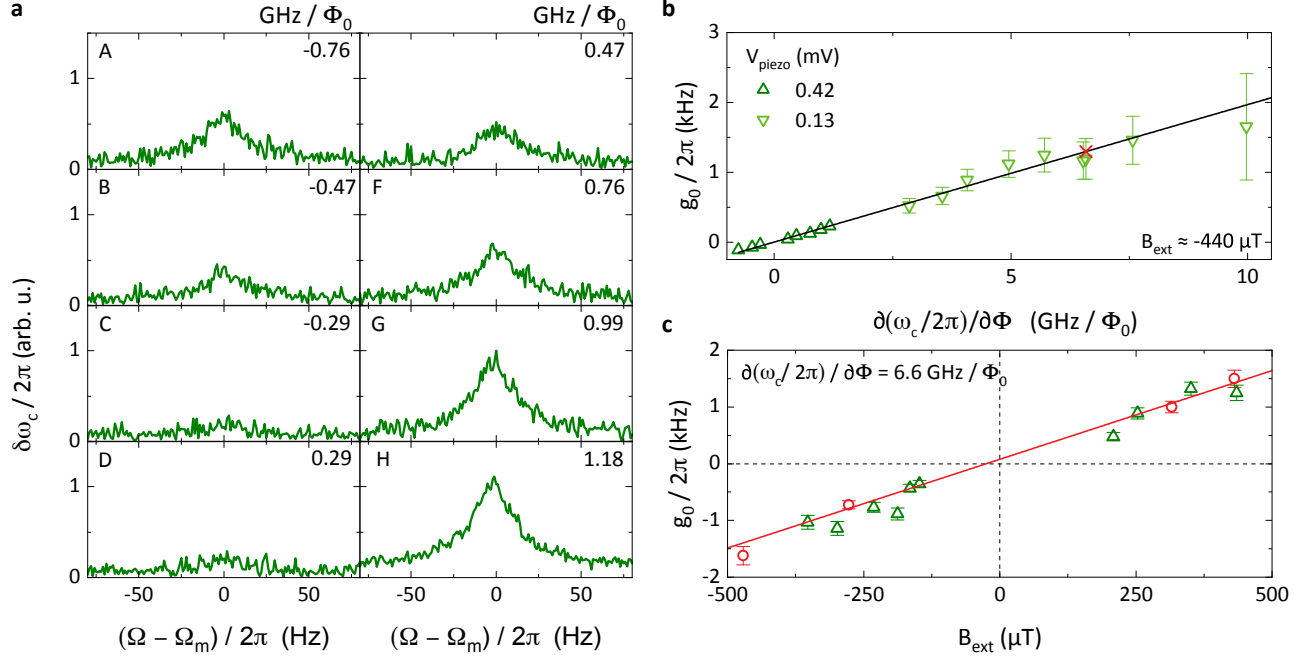 a
GHz / Φ0 GHz / Φ0
A -0.76
0.47
B -0.47
F 0.76
C -0.29
G 0.99
D 0.29
H 1.18
1
0
1
0
1
0
1
0
δωc / 2π (arb. u.)
-50 0 50 -50 0 50
(Ω − Ωm) / 2π (Hz) (Ω − Ωm) / 2π (Hz)
b
3
2
1
0
g0 / 2π (kHz)
Vpiezo (mV)
0.42
0.13
Bext ≈ -440 μT
0 5 10
∂(ωc/2π)/∂Φ (GHz / Φ0)
c
2
1
0
-1
-2
g0 / 2π (kHz)
∂(ωc/ 2π) / ∂Φ = 6.6 GHz / Φ0
-500 -250 0 250 500
Bext (μT)